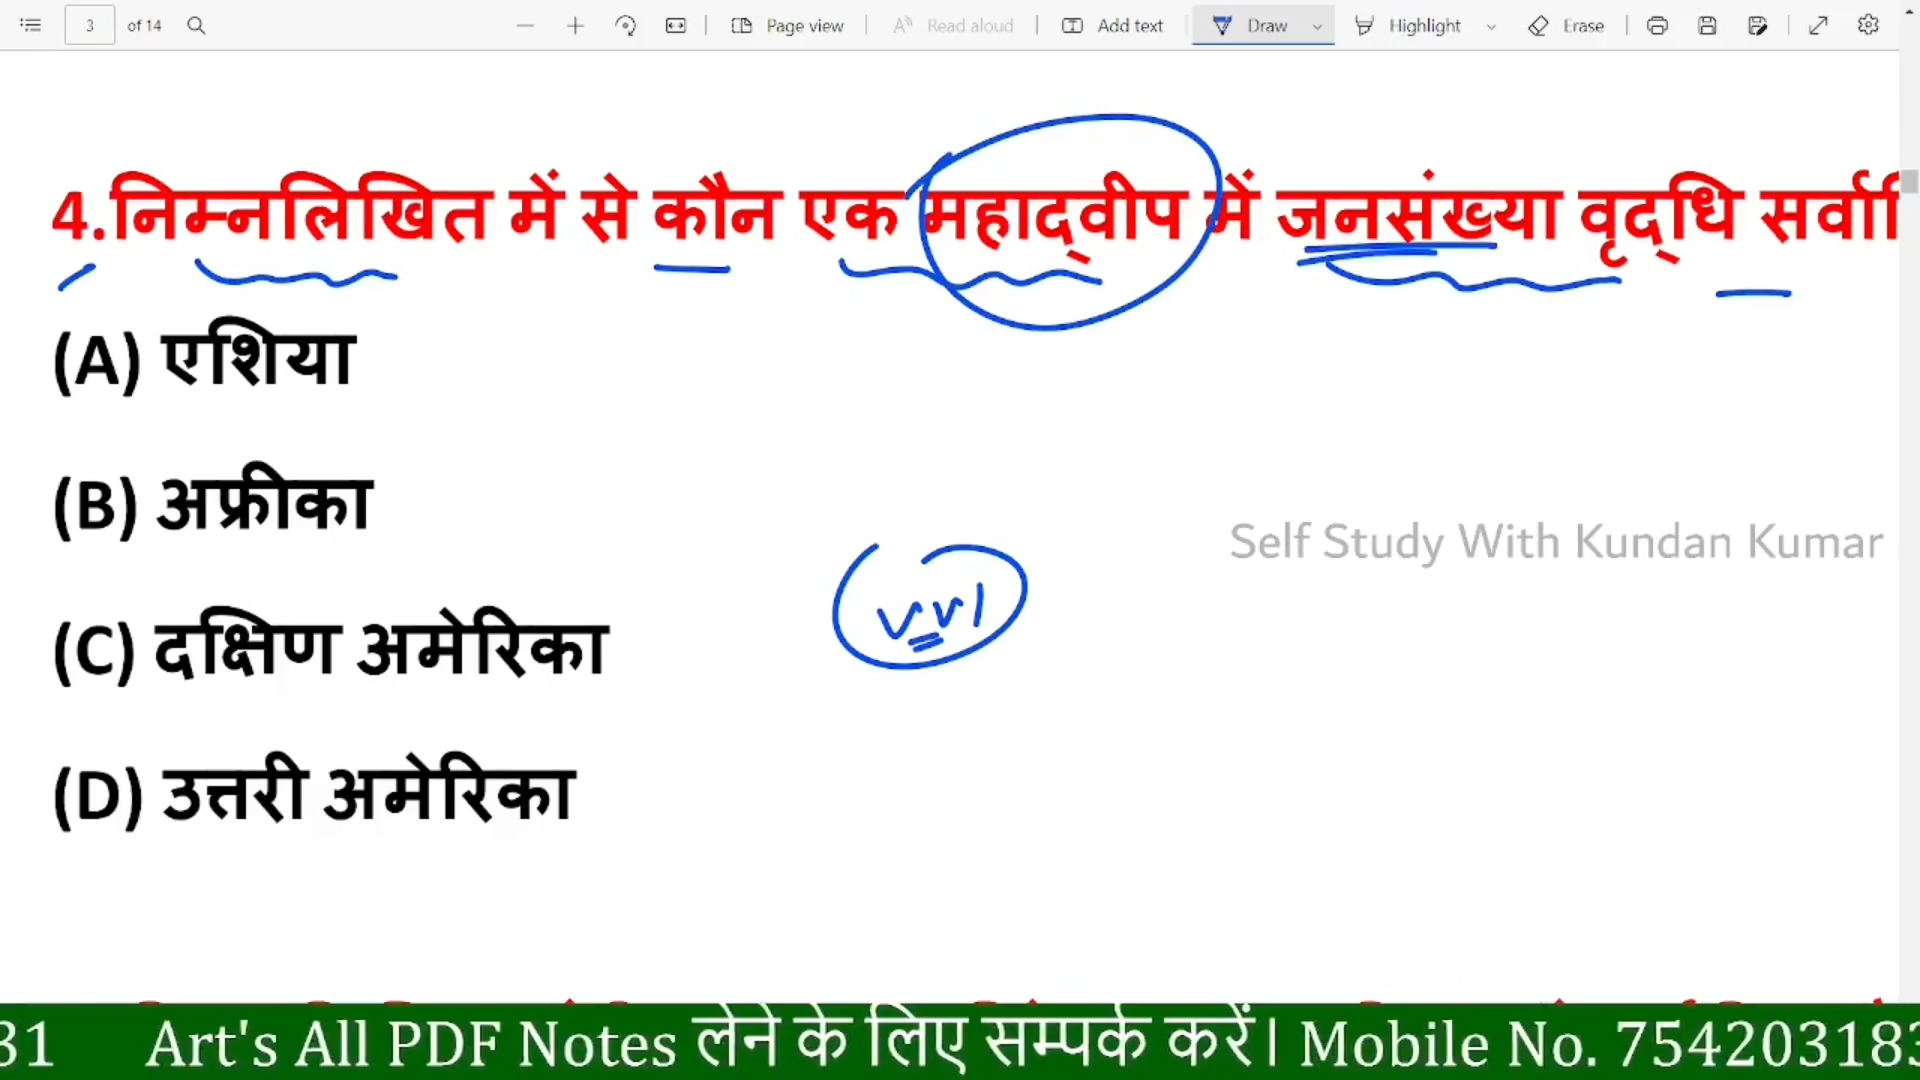 3 of 14 Page view Read aloud Add text Draw Highlight Erase
4.निम्नलिखित में से कौन एक महाद्वीप में जनसंख्या वृद्धि
(A) एशिया
(B) अफ्रीका
Self Study With Kundan Kumar
vvI
(C) दक्षिण अमेरिका
(D) उत्तरी अमेरिका
31 Art's All PDF Notes लेने के लिए सम्पर्क करें। Mobile No. 754203183